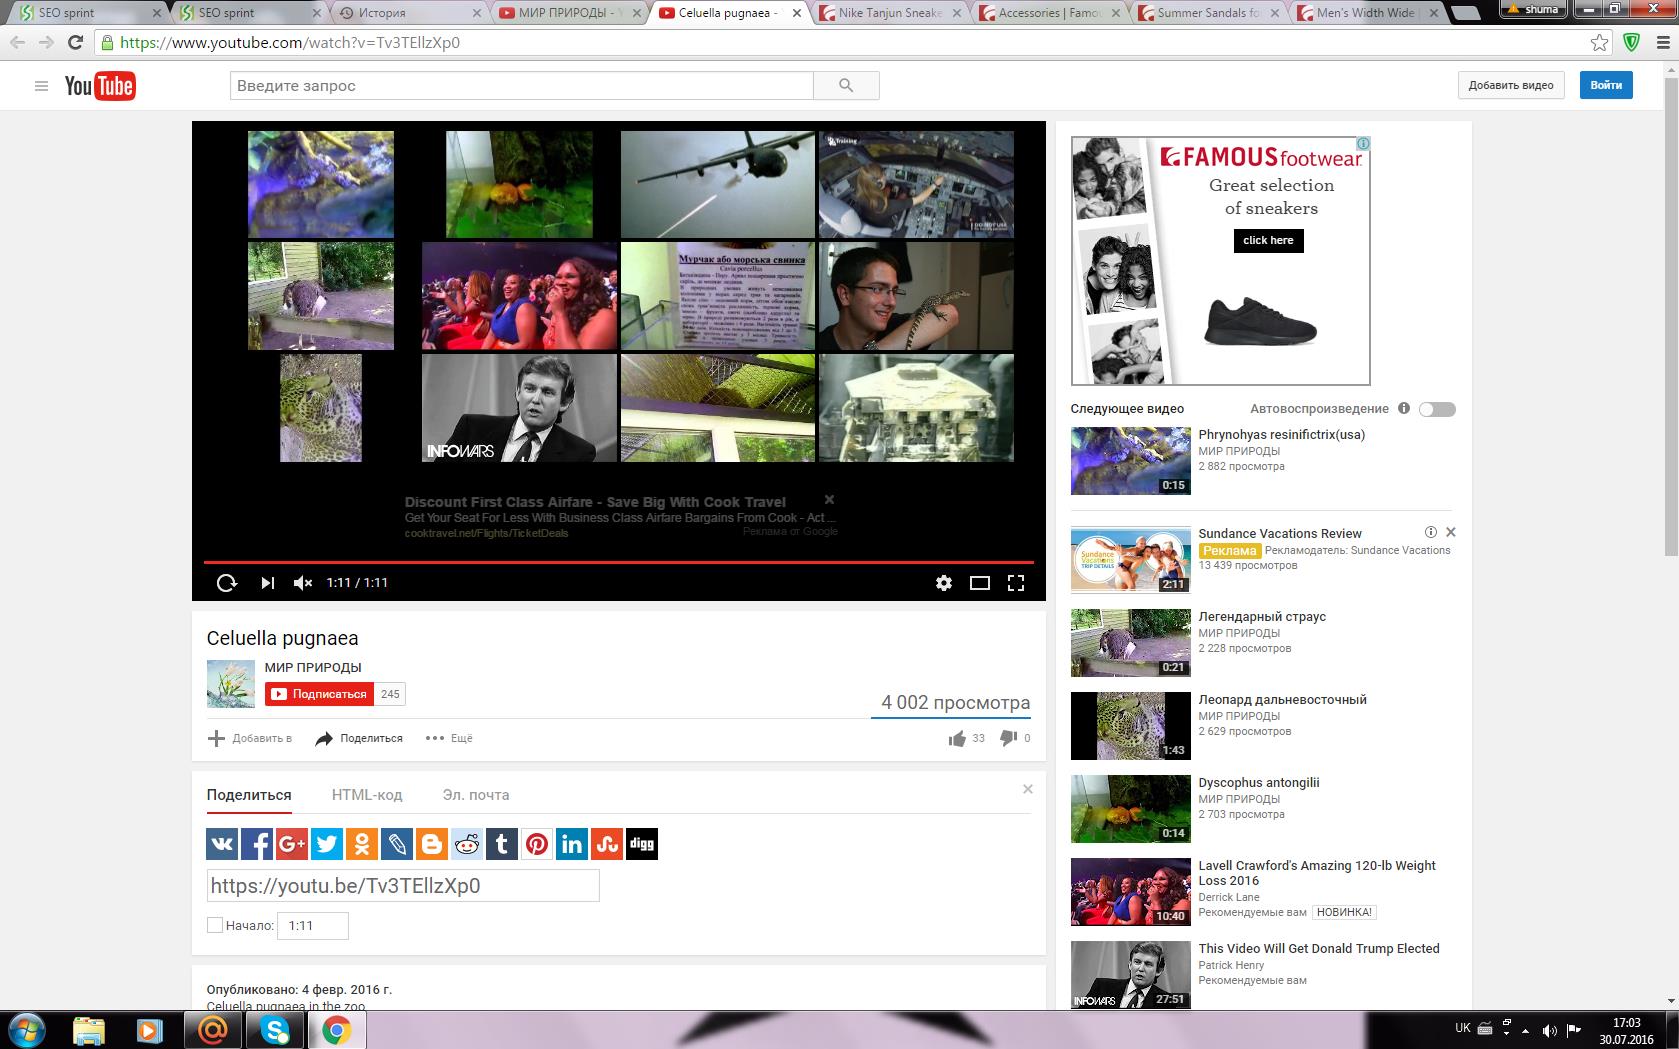 SEO sprint
SEO sprint
История
МИР ПРИРОДЫ - Y
Celuella pugnaea -
Nike Tanjun Sneake
Accessories | Famou
Summer Sandals fo
Men's Width Wide |
shuma
https://www.youtube.com/watch?v=Tv3TEllzXp0
YouTube
Введите запрос
Добавить видео
Войти
Training
Мурчак або морська свинка
Cavia porcellus
INFOWARS
Discount First Class Airfare - Save Big With Cook Travel
Get Your Seat For Less With Business Class Airfare Bargains From Cook - Act ...
cooktravel.net/Flights/TicketDeals
Реклама от Google
1:11 / 1:11
Celuella pugnaea
МИР ПРИРОДЫ
Подписаться 245
4 002 просмотра
Добавить в
Поделиться
Ещё
33
0
Поделиться
HTML-код
Эл. почта
digg
https://youtu.be/Tv3TEllzXp0
Начало: 1:11
Опубликовано: 4 февр. 2016 г.
Celuella pugnaea in the zoo
FAMOUS footwear
Great selection
of sneakers
click here
Следующее видео
Автовоспроизведение
Phrynohyas resinifictrix(usa)
МИР ПРИРОДЫ
2 882 просмотра
0:15
Sundance Vacations Review
Реклама Рекламодатель: Sundance Vacations
13 439 просмотров
Sundance
Vacations
TRIP DETAILS
2:11
Легендарный страус
МИР ПРИРОДЫ
2 228 просмотров
0:21
Леопард дальневосточный
МИР ПРИРОДЫ
2 629 просмотров
1:43
Dyscophus antongilii
МИР ПРИРОДЫ
2 703 просмотра
0:14
Lavell Crawford's Amazing 120-lb Weight
Loss 2016
Derrick Lane
Рекомендуемые вам НОВИНКА!
10:40
This Video Will Get Donald Trump Elected
Patrick Henry
Рекомендуемые вам
INFOWARS
27:51
UK
17:03
30.07.2016